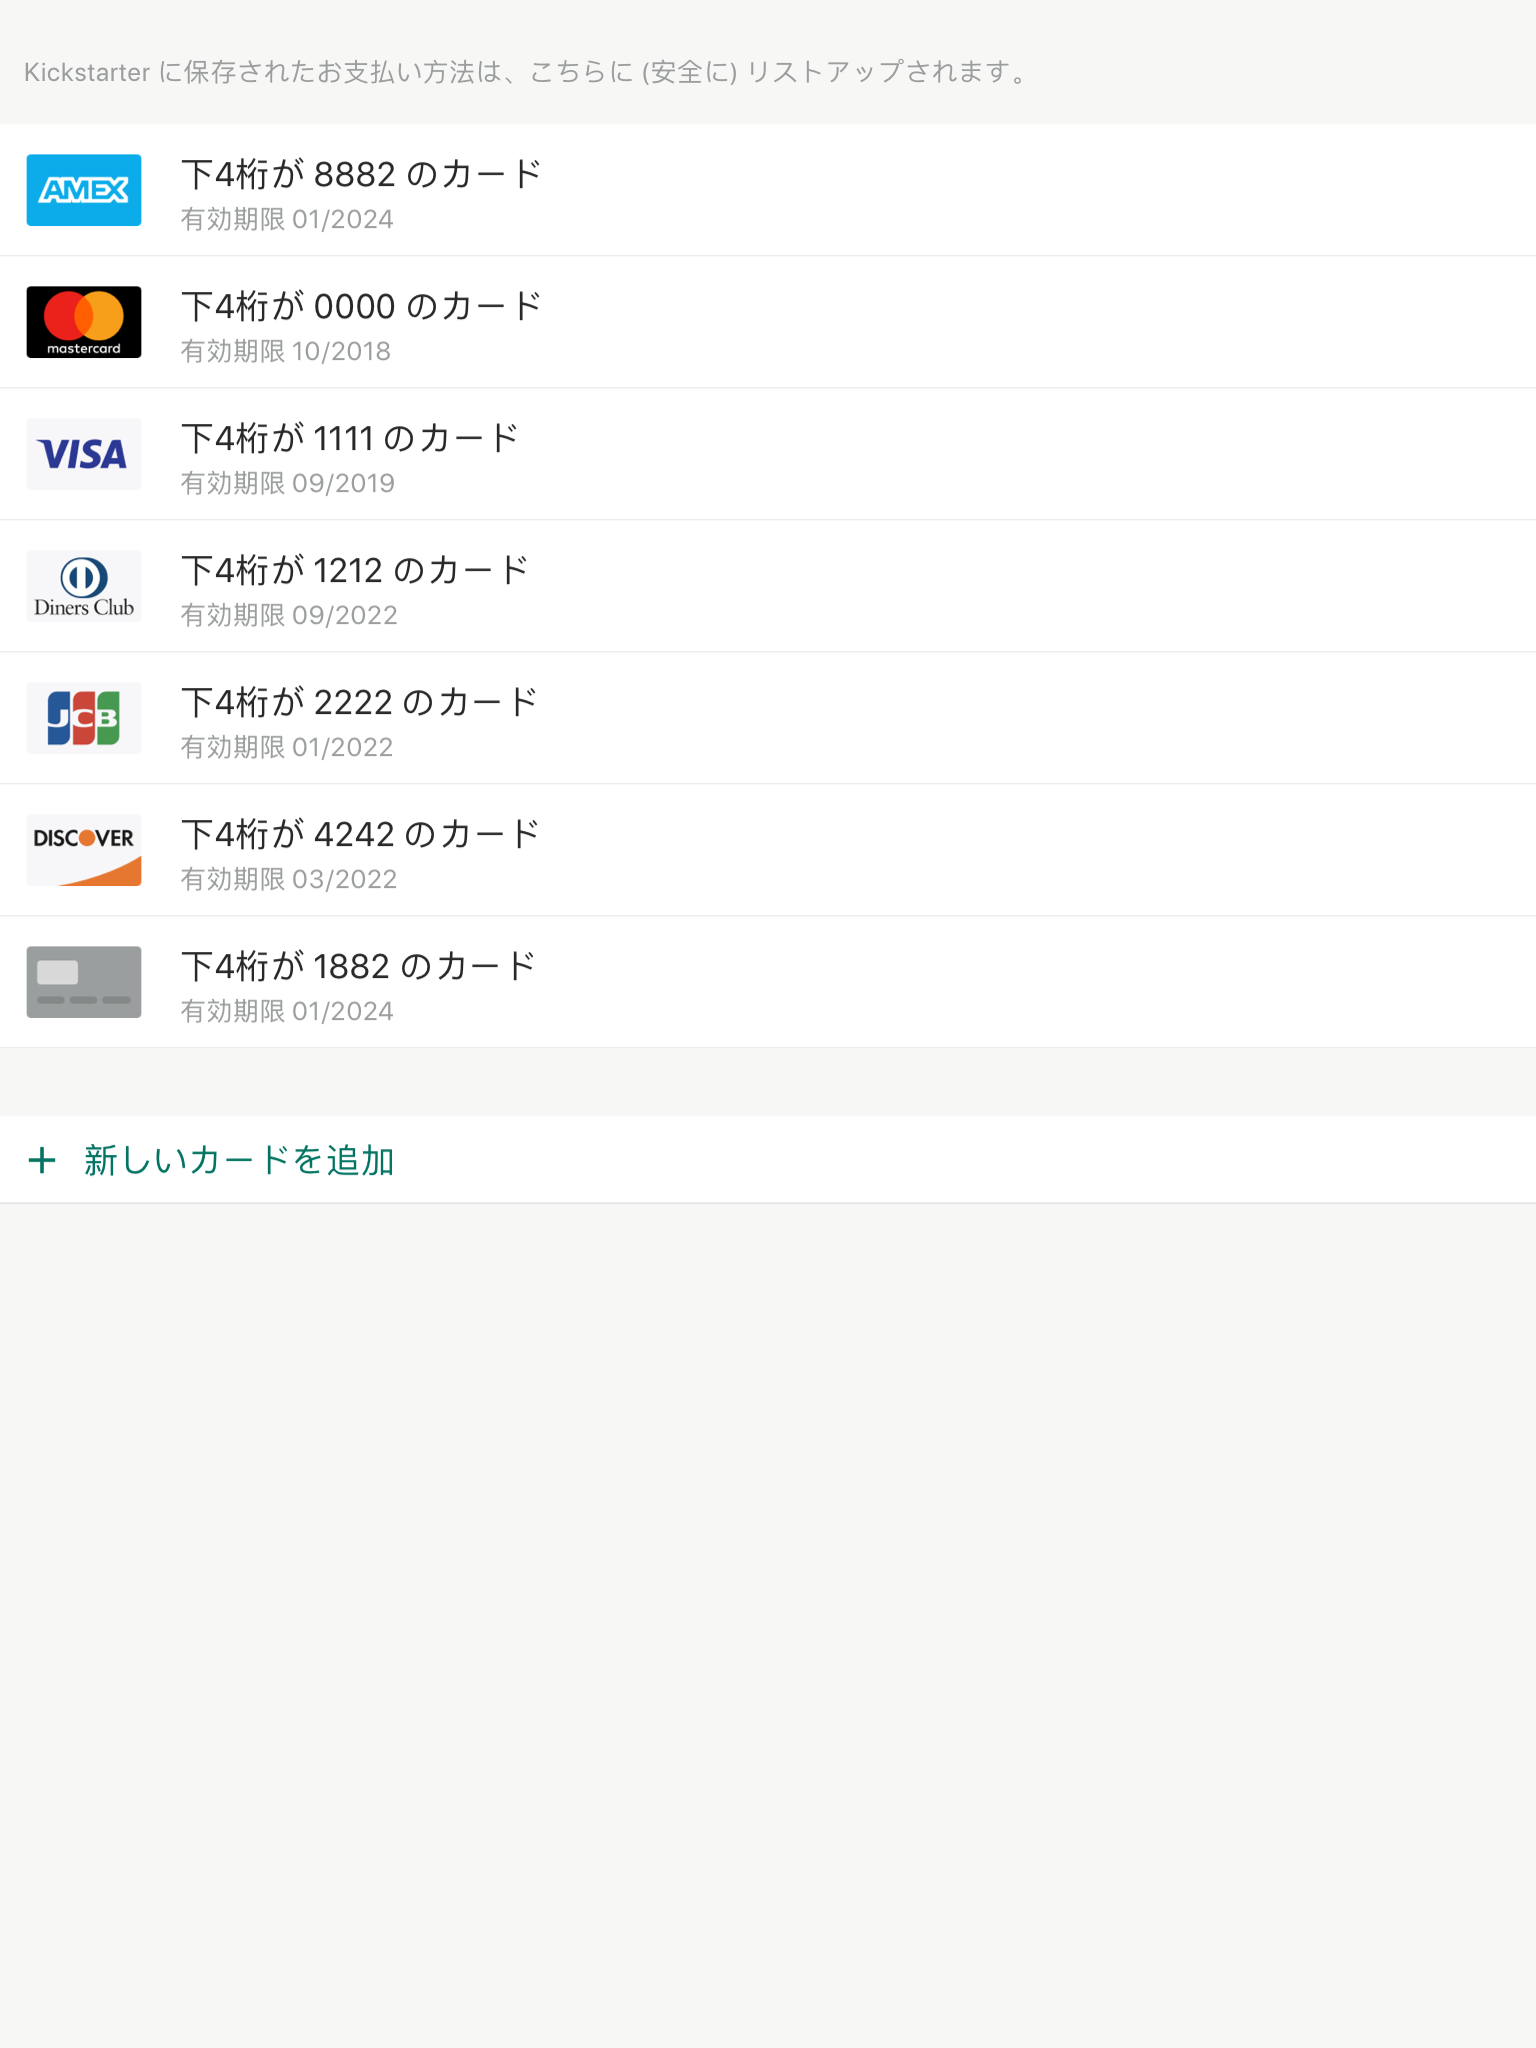 Kickstarter に保存されたお支払い方法は、こちらに (安全に) リストアップされます。
AMEX
下4桁が 8882 のカード
有効期限 01/2024
mastercard
下4桁が 0000 のカード
有効期限 10/2018
VISA
下4桁が 1111 のカード
有効期限 09/2019
Diners Club
下4桁が 1212 のカード
有効期限 09/2022
JCB
下4桁が 2222 のカード
有効期限 01/2022
DISCOVER
下4桁が 4242 のカード
有効期限 03/2022
下4桁が 1882 のカード
有効期限 01/2024
+ 新しいカードを追加